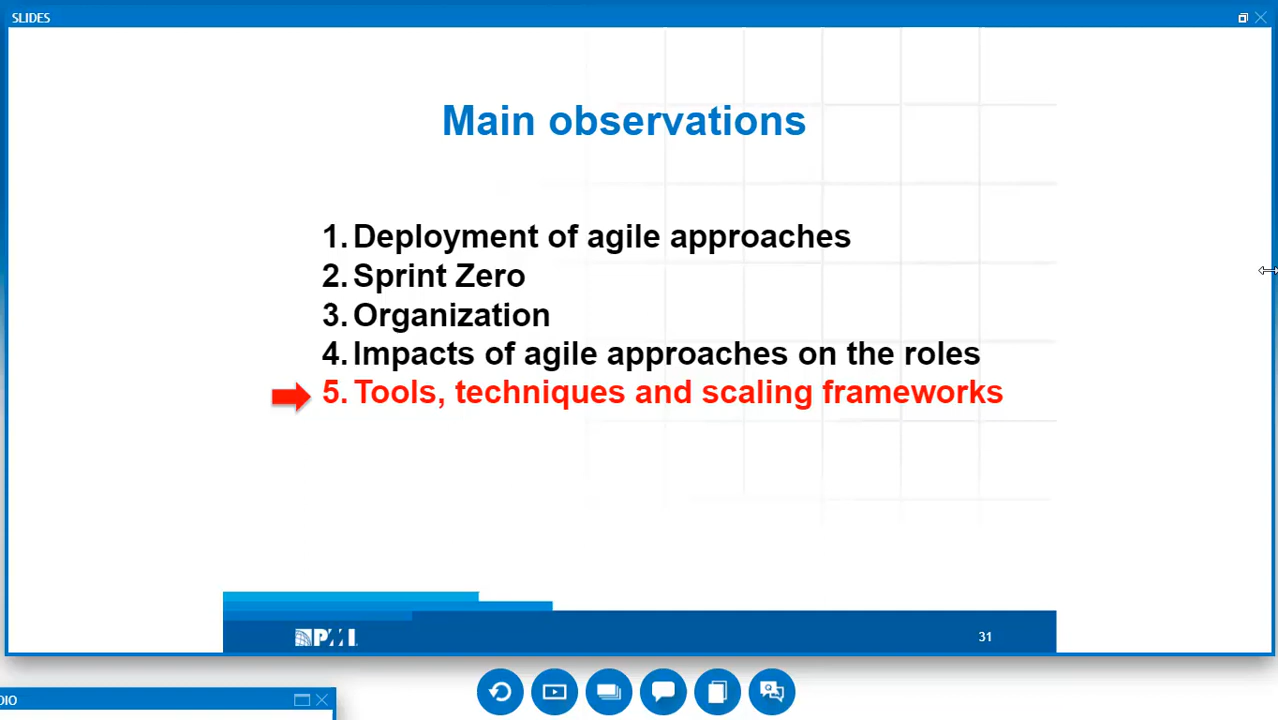 SLIDES
Main observations
1. Deployment of agile approaches
2. Sprint Zero
3. Organization
4. Impacts of agile approaches on the roles
5. Tools, techniques and scaling frameworks
PMI
31
DIO